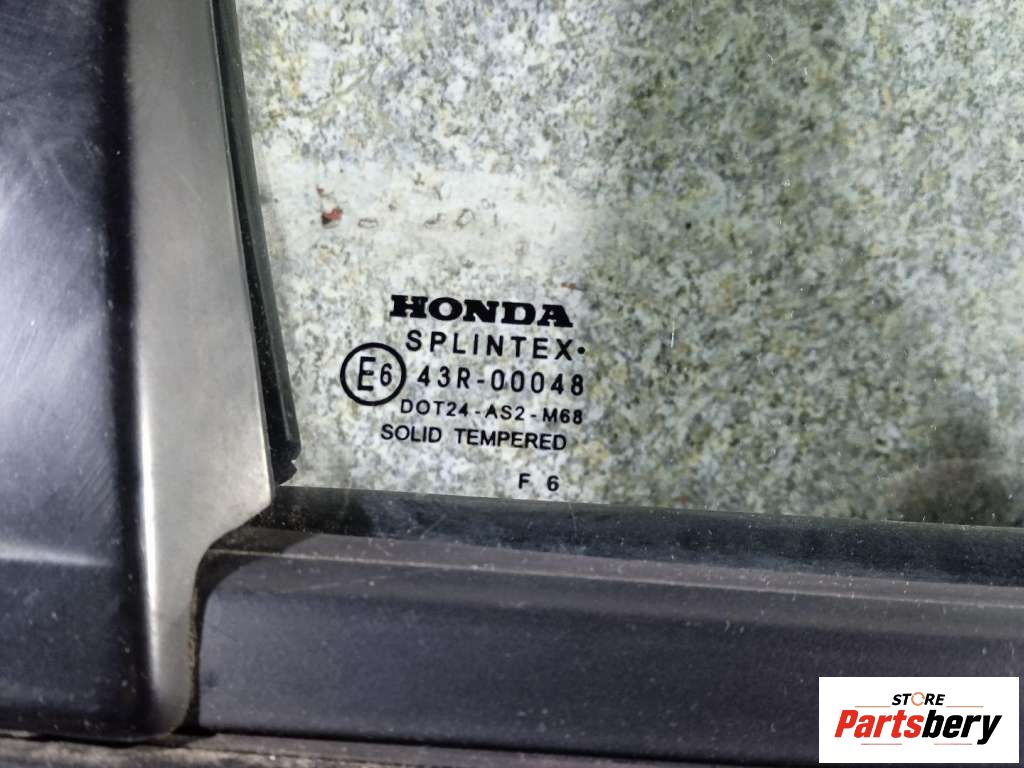 HONDA
SPLINTEX•
E6 43R-00048
DOT24-AS2-M68
SOLID TEMPERED
F 6
STORE
Partsbery